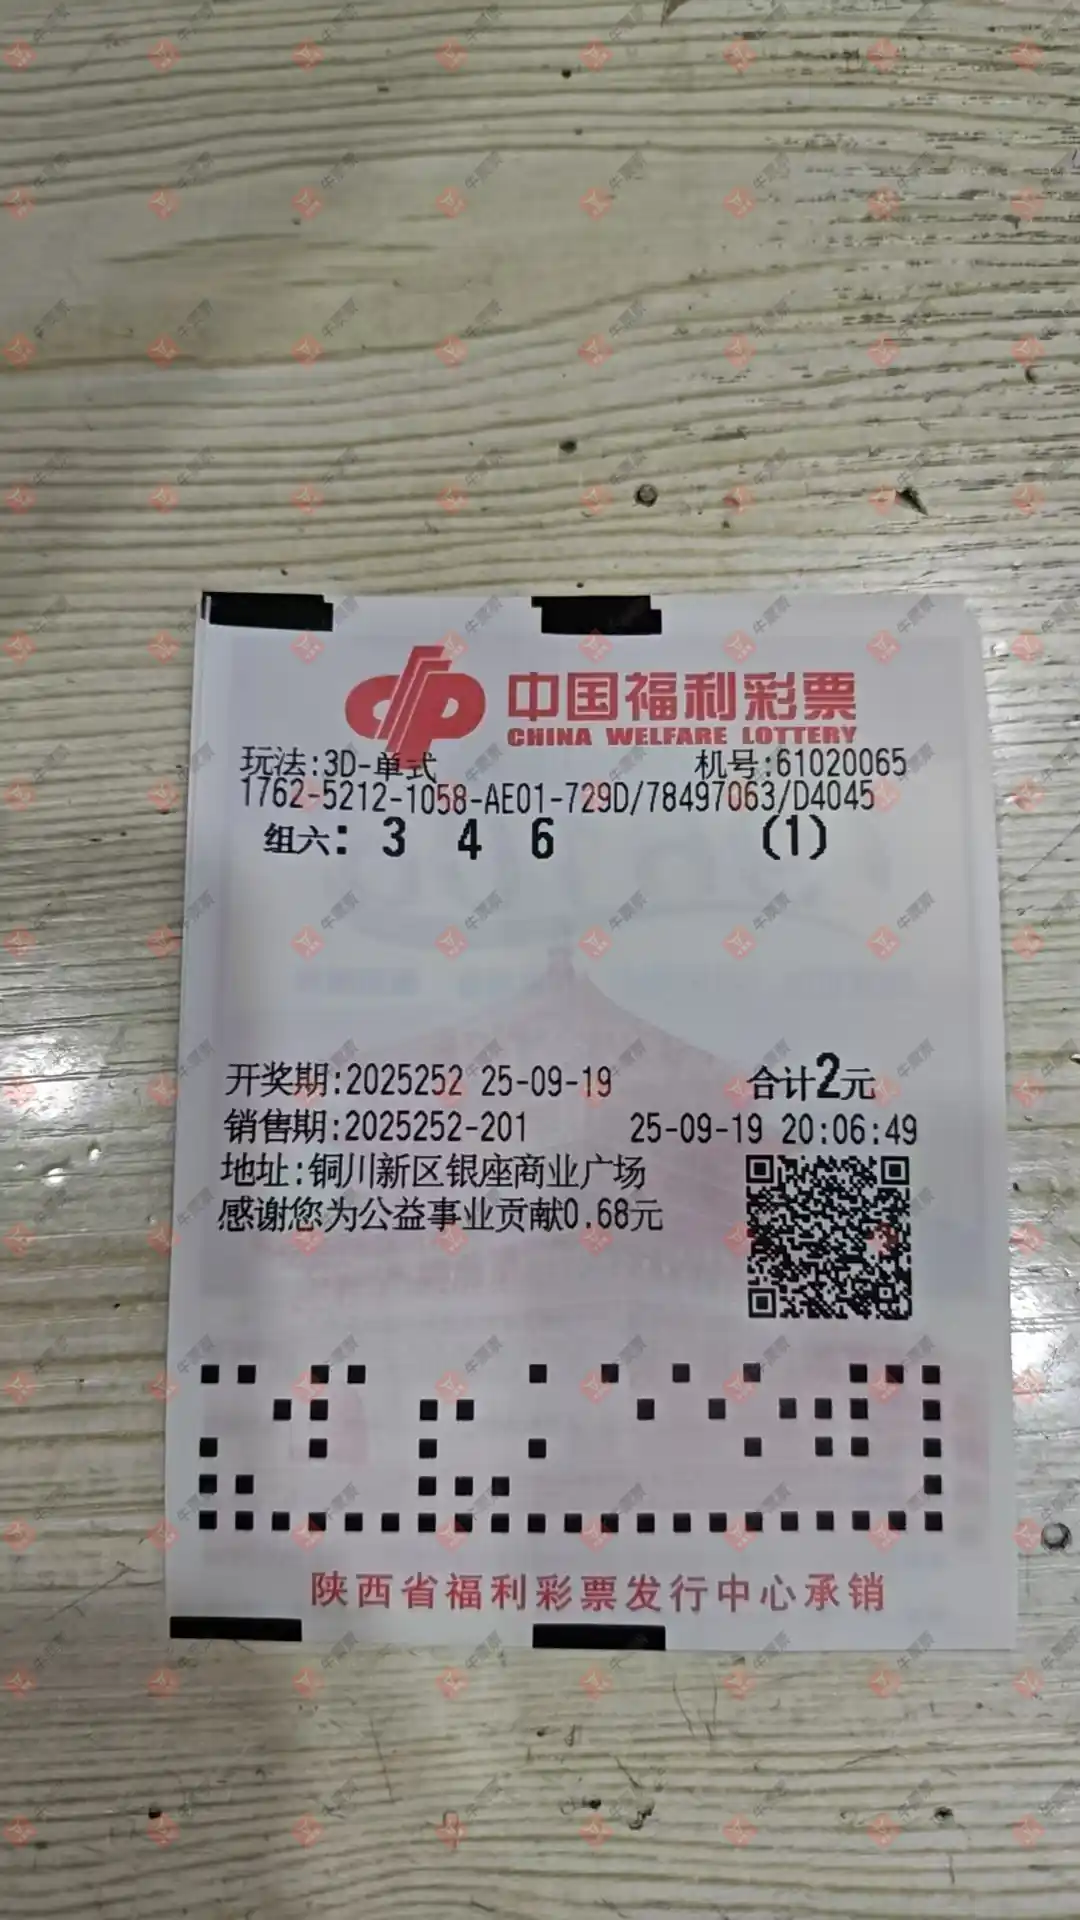 中国福利彩票
CHINA WELFARE LOTTERY
玩法:3D-单式 机号:61020065
1762-5212-1058-AE01-729D/78497063/D4045
组六: 3 4 6 (1)
开奖期:2025252 25-09-19 合计2元
销售期:2025252-201 25-09-19 20:06:49
地址:铜川新区银座商业广场
感谢您为公益事业贡献0.68元
陕西省福利彩票发行中心承销
牛票票